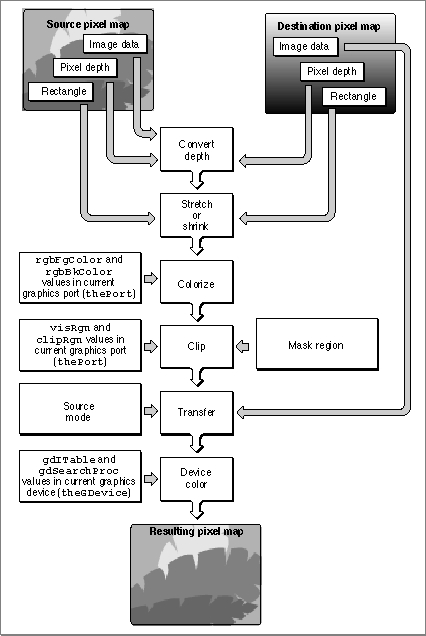 Source pixel map
Image data
Pixel depth
Rectangle
Destination pixel map
Image data
Pixel depth
Rectangle
Convert
depth
Stretch
or
shrink
rgbFgColor and
rgbBkColor
values in current
graphics port (thePort)
Colorize
visRgn and
clipRgn values in
current graphics port
(thePort)
Clip
Mask region
Source
mode
Transfer
gdITable and
gdSearchProc
values in current graphics
device (theGDevice)
Device
color
Resulting pixel map